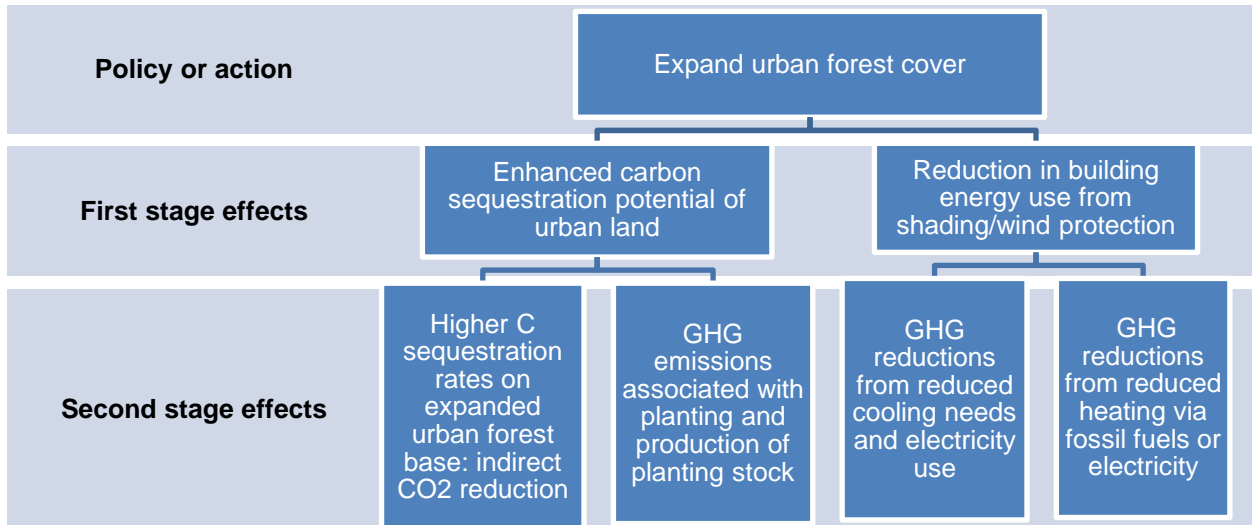 Policy or action
Expand urban forest cover
First stage effects
Enhanced carbon
sequestration potential of
urban land
Reduction in building
energy use from
shading/wind protection
Second stage effects
Higher C
sequestration
rates on
expanded
urban forest
base: indirect
CO2 reduction
GHG
emissions
associated with
planting and
production of
planting stock
GHG
reductions
from reduced
cooling needs
and electricity
use
GHG
reductions
from reduced
heating via
fossil fuels or
electricity